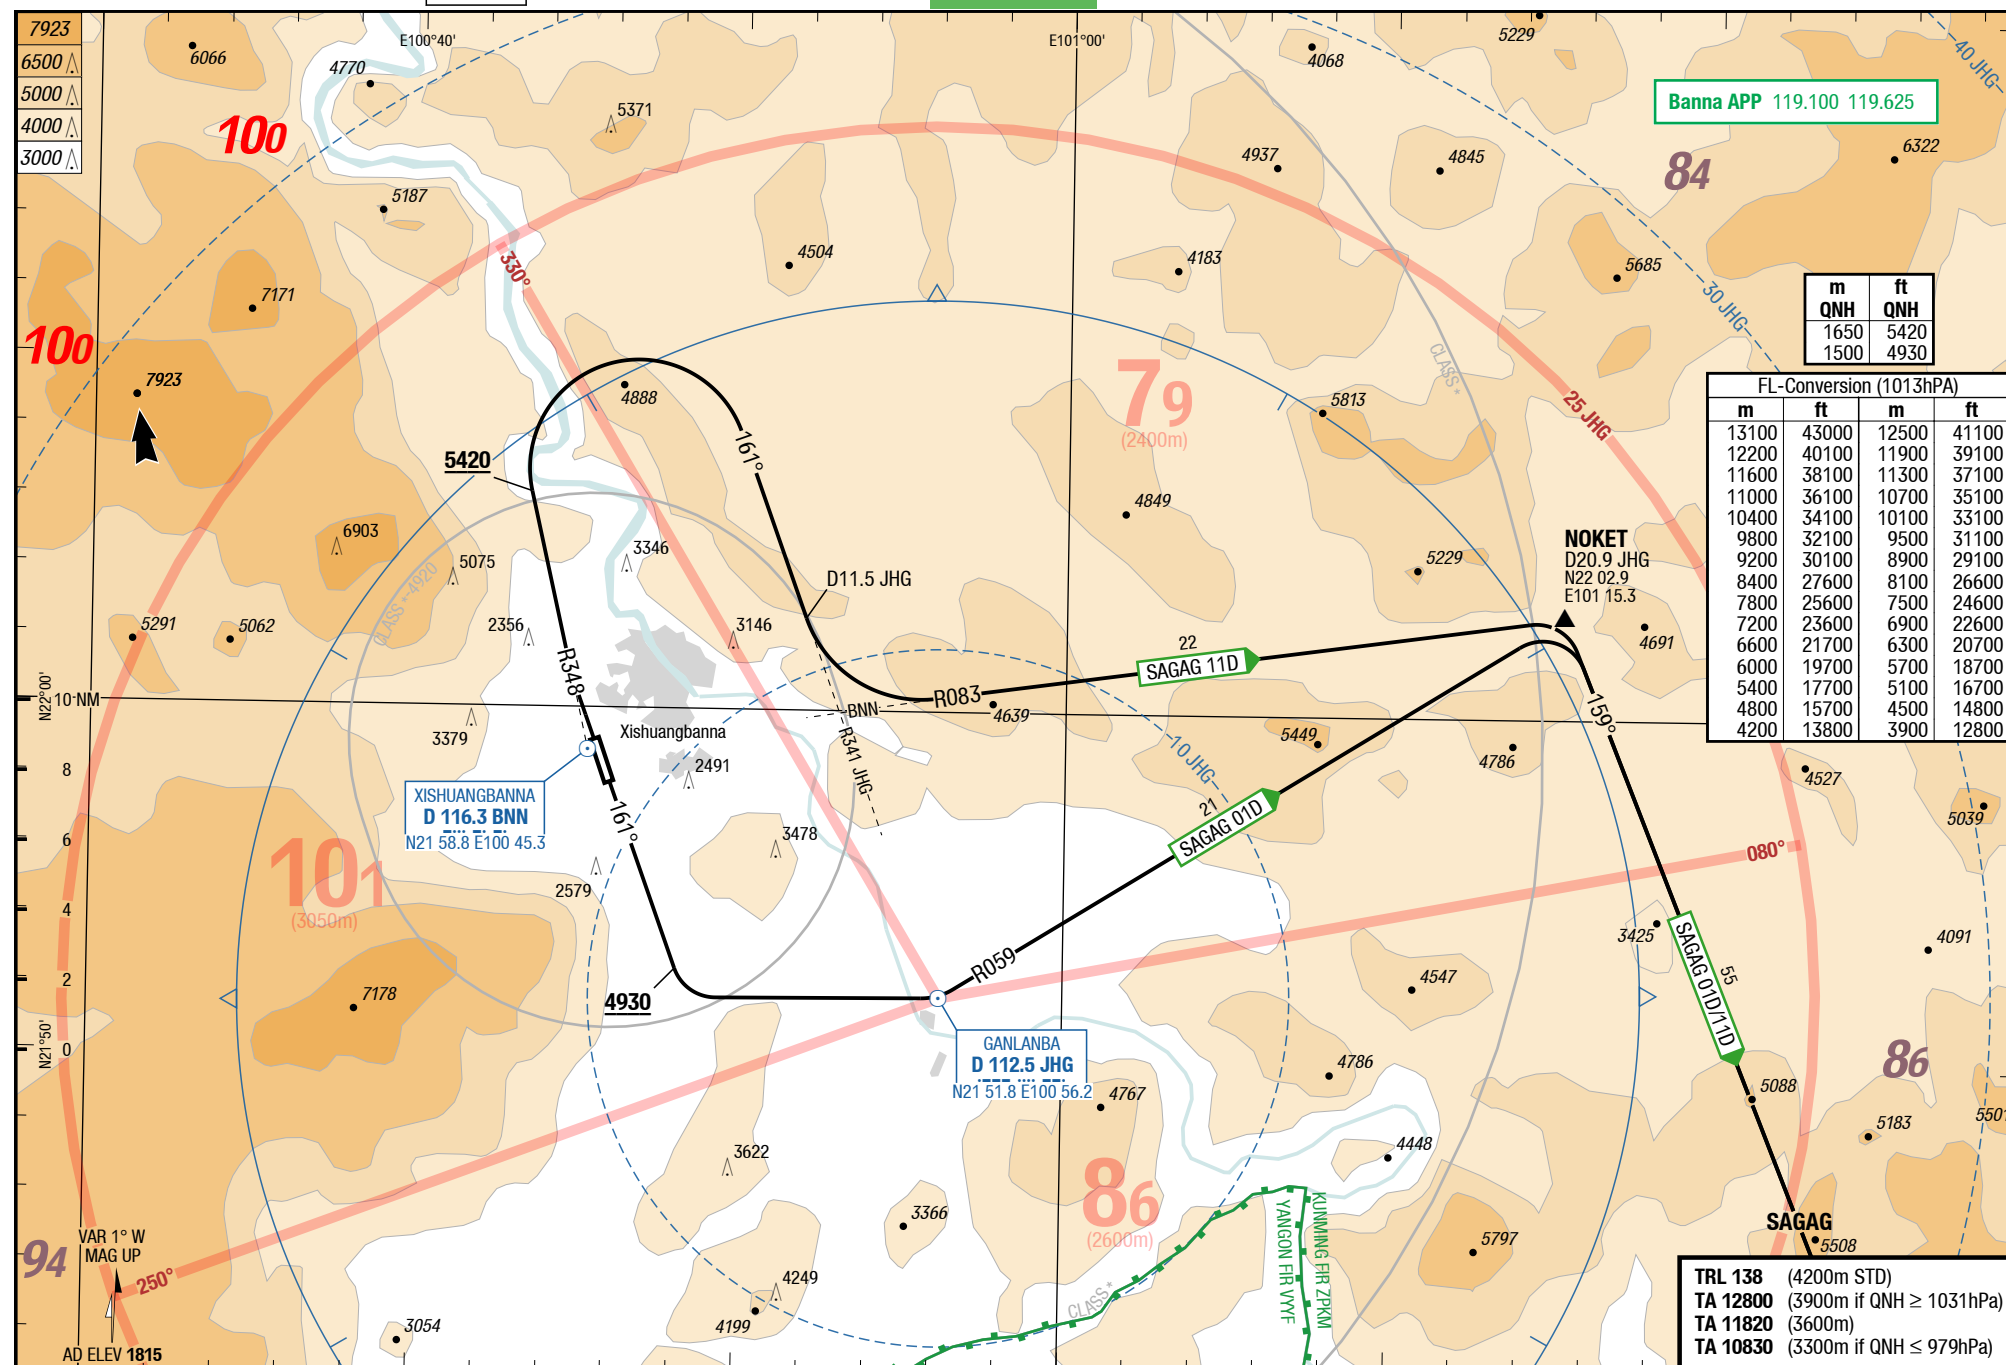 7923
6500
5000
4000
3000
E100°40'
E101°00'
6066
4770
5371
4068
5229
40 JHG
Banna APP 119.100 119.625
100
5187
4504
4937
4845
4183
84
6322
5685
330°
7171
100
7923
30 JHG
CLASS *
m ft
QNH QNH
1650 5420
1500 4930
FL-Conversion (1013hPA)
m ft m ft
13100 43000 12500 41100
12200 40100 11900 39100
11600 38100 11300 37100
11000 36100 10700 35100
10400 34100 10100 33100
9800 32100 9500 31100
9200 30100 8900 29100
8400 27600 8100 26600
7800 25600 7500 24600
7200 23600 6900 22600
6600 21700 6300 20700
6000 19700 5700 18700
5400 17700 5100 16700
4800 15700 4500 14800
4200 13800 3900 12800
4888
79
(2400m)
5813
25 JHG
5420
161°
4849
6903
5075
3346
CLASS *-4920
D11.5 JHG
5229
NOKET
D20.9 JHG
N22 02.9
E101 15.3
4691
5291
5062
2356
3146
R348
22
SAGAG 11D
R083
BNN
4639
R341 JHG
159°
N22°00'
10 NM
3379
Xishuangbanna
2491
5449
10 JHG
4786
4527
5039
8
6
4
2
0
XISHUANGBANNA
D 116.3 BNN
N21 58.8 E100 45.3
161°
3478
21
SAGAG 01D
080°
101
(3050m)
2579
3425
4091
SAGAG 01D/11D
55
7178
4930
R059
4547
N21°50'
GANLANBA
D 112.5 JHG
N21 51.8 E100 56.2
4767
4786
86
5088
5183
5501
3622
4448
3366
86
(2600m)
KUNMING FIR ZPKM
YANGON FIR VYYF
5797
SAGAG
5508
94
VAR 1° W
MAG UP
250°
4249
4199
CLASS *
3054
AD ELEV 1815
TRL 138 (4200m STD)
TA 12800 (3900m if QNH ≥ 1031hPa)
TA 11820 (3600m)
TA 10830 (3300m if QNH ≤ 979hPa)